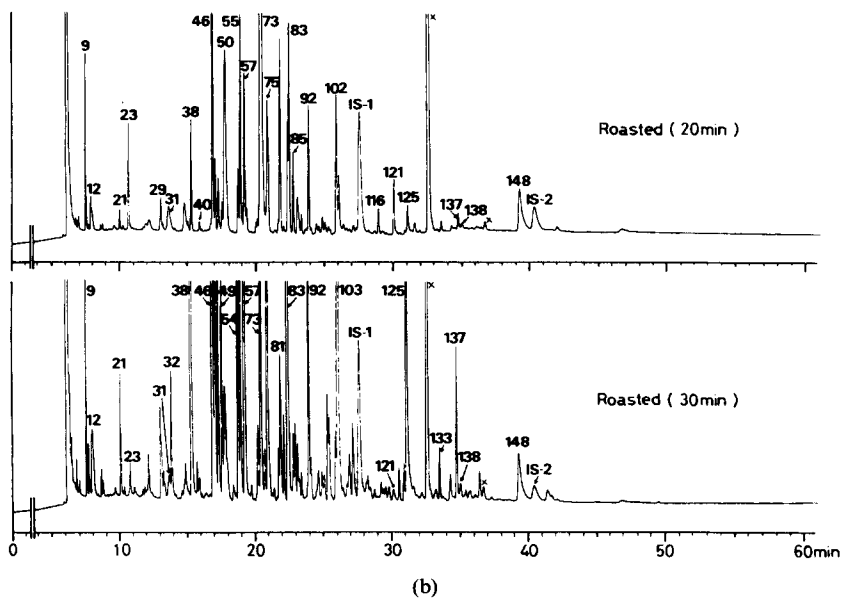 46 55 73 83
9 50 57 75 102 x
23 38 92 IS-1
85 Roasted ( 20min )
12 21 29 31 40 116 121 125 137 138 x 148 IS-2
9 38 46 49 57 83 92 103 125 x
54 73
21 32 81 IS-1 137
31
12 23 121 133 138 x 148 IS-2
Roasted ( 30min )
0 10 20 30 40 50 60min
(b)